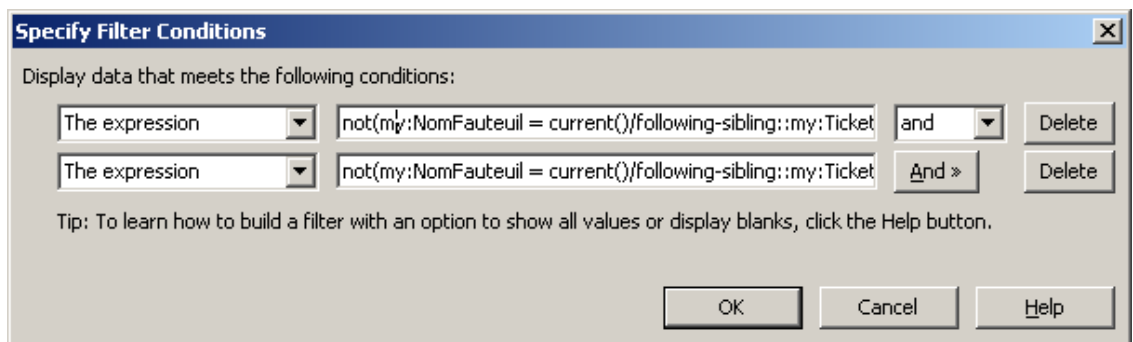 Specify Filter Conditions
Display data that meets the following conditions:
The expression not(my:NomFauteuil = current()/following-sibling::my:Ticket and Delete
The expression not(my:NomFauteuil = current()/following-sibling::my:Ticket And » Delete
Tip: To learn how to build a filter with an option to show all values or display blanks, click the Help button.
OK Cancel Help